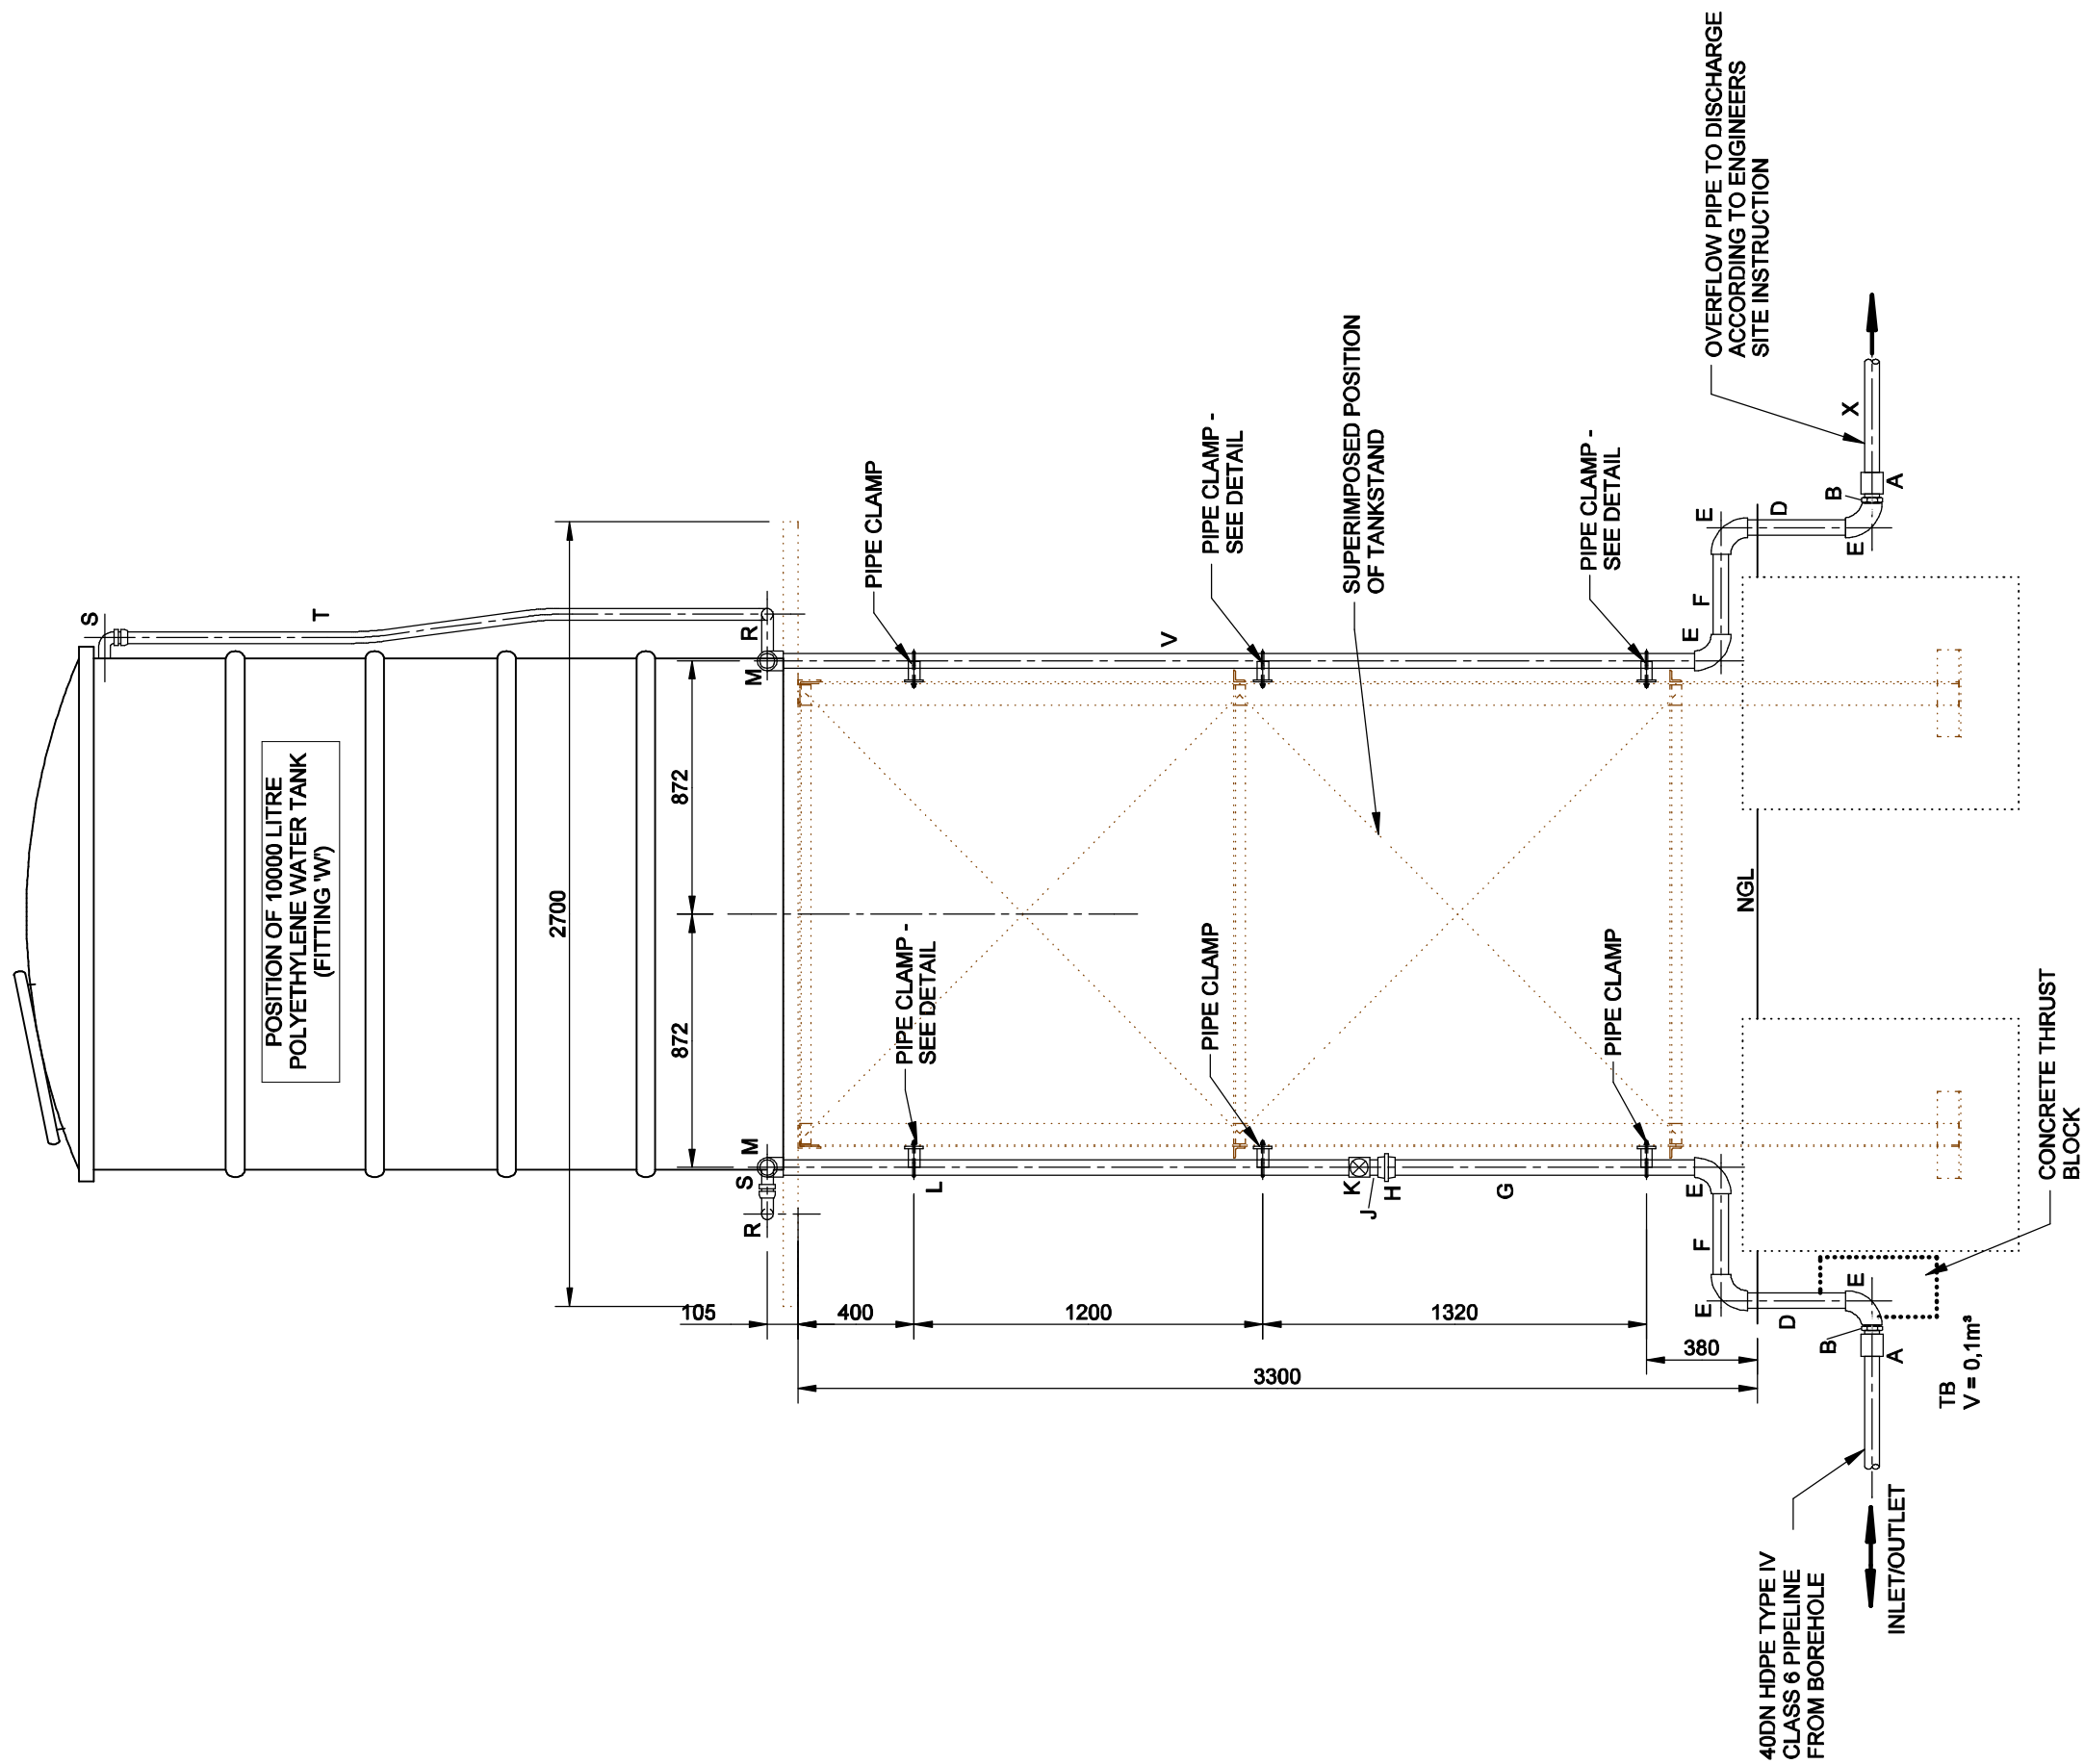 POSITION OF 10000 LITRE
POLYETHYLENE WATER TANK
(FITTING 'W')
S
T
2700
872
872
R
M
M
S
R
105
400
1200
1320
380
3300
PIPE CLAMP
PIPE CLAMP -
SEE DETAIL
PIPE CLAMP -
SEE DETAIL
V
SUPERIMPOSED POSITION
OF TANKSTAND
PIPE CLAMP -
SEE DETAIL
PIPE CLAMP
PIPE CLAMP
L
K
J
H
G
E
F
E
D
E
B
A
E
F
E
D
E
B
A
X
NGL
OVERFLOW PIPE TO DISCHARGE
ACCORDING TO ENGINEERS
SITE INSTRUCTION
CONCRETE THRUST
BLOCK
TB
V = 0,1m³
40DN HDPE TYPE IV
CLASS 6 PIPELINE
FROM BOREHOLE
INLET/OUTLET